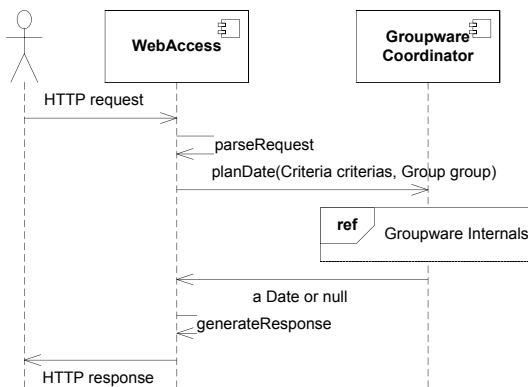 WebAccess
Groupware
Coordinator
HTTP request
parseRequest
planDate(Criteria criterias, Group group)
ref
Groupware Internals
a Date or null
generateResponse
HTTP response